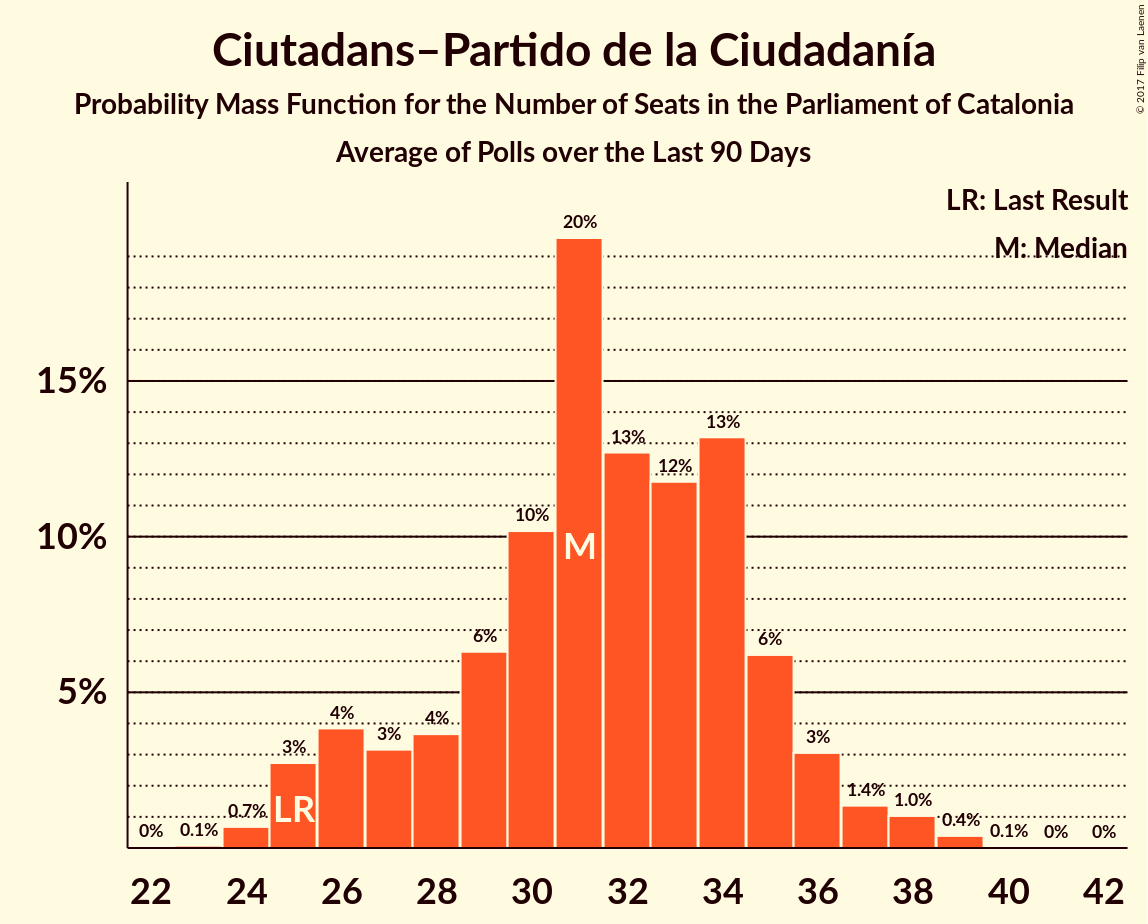 Ciutadans–Partido de la Ciudadanía
Probability Mass Function for the Number of Seats in the Parliament of Catalonia
Average of Polls over the Last 90 Days
© 2017 Filip van Laenen
LR: Last Result
M: Median
15%
10%
5%
0%
0.1%
0.7%
3%
4%
3%
4%
6%
10%
20%
13%
12%
13%
6%
3%
1.4%
1.0%
0.4%
0.1%
0%
0%
LR
M
22 24 26 28 30 32 34 36 38 40 42